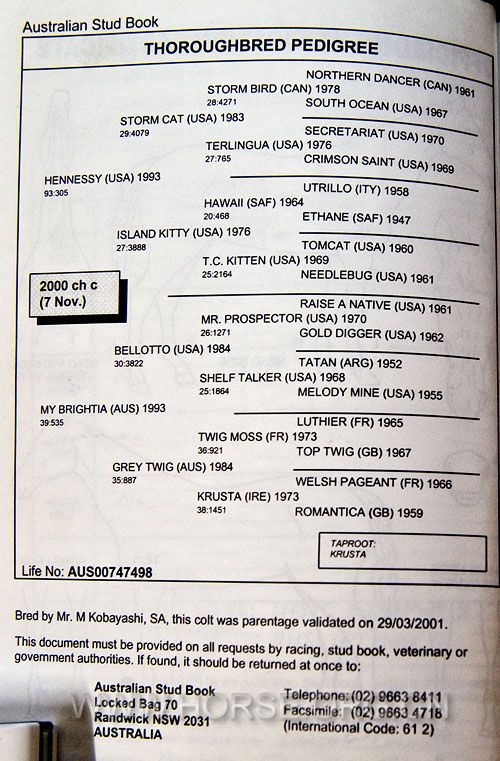 Australian Stud Book
THOROUGHBRED PEDIGREE
NORTHERN DANCER (CAN) 1961
STORM BIRD (CAN) 1978
28:4271
SOUTH OCEAN (USA) 1967
STORM CAT (USA) 1983
29:4079
SECRETARIAT (USA) 1970
TERLINGUA (USA) 1976
27:765
CRIMSON SAINT (USA) 1969
HENNESSY (USA) 1993
93:305
UTRILLO (ITY) 1958
HAWAII (SAF) 1964
20:468
ETHANE (SAF) 1947
ISLAND KITTY (USA) 1976
27:3888
TOMCAT (USA) 1960
T.C. KITTEN (USA) 1969
25:2164
NEEDLEBUG (USA) 1961
2000 ch c
(7 Nov.)
RAISE A NATIVE (USA) 1961
MR. PROSPECTOR (USA) 1970
26:1271
GOLD DIGGER (USA) 1962
BELLOTTO (USA) 1984
30:3822
TATAN (ARG) 1952
SHELF TALKER (USA) 1968
25:1864
MELODY MINE (USA) 1955
MY BRIGHTIA (AUS) 1993
39:535
LUTHIER (FR) 1965
TWIG MOSS (FR) 1973
36:921
TOP TWIG (GB) 1967
GREY TWIG (AUS) 1984
35:887
WELSH PAGEANT (FR) 1966
KRUSTA (IRE) 1973
38:1451
ROMANTICA (GB) 1959
TAPROOT:
KRUSTA
Life No: AUS00747498
Bred by Mr. M Kobayashi, SA, this colt was parentage validated on 29/03/2001.
This document must be provided on all requests by racing, stud book, veterinary or
government authorities. If found, it should be returned at once to:
Australian Stud Book
Locked Bag 70
Randwick NSW 2031
AUSTRALIA
Telephone: (02) 9663 8411
Facsimile: (02) 9663 4718
(International Code: 61 2)